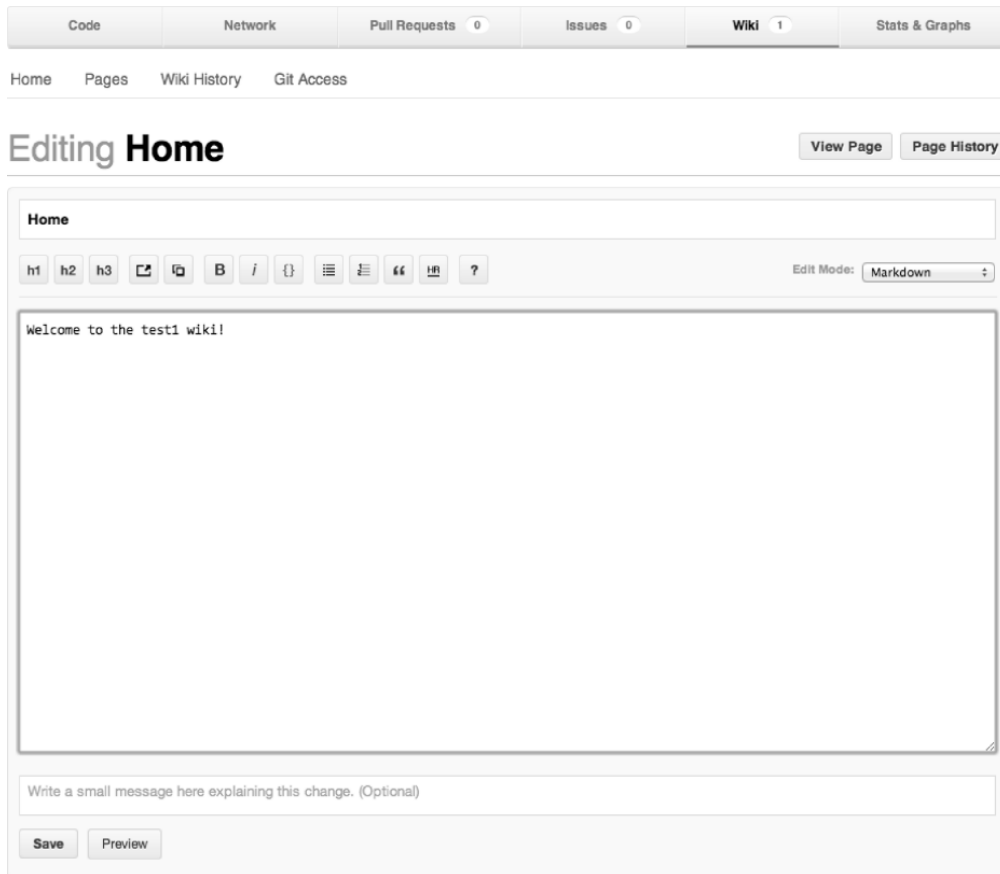 Code Network Pull Requests 0 Issues 0 Wiki 1 Stats & Graphs
Home Pages Wiki History Git Access
Editing Home View Page Page History
Home
h1 h2 h3 B i {} “ HR ? Edit Mode: Markdown
Welcome to the test1 wiki!
Write a small message here explaining this change. (Optional)
Save Preview